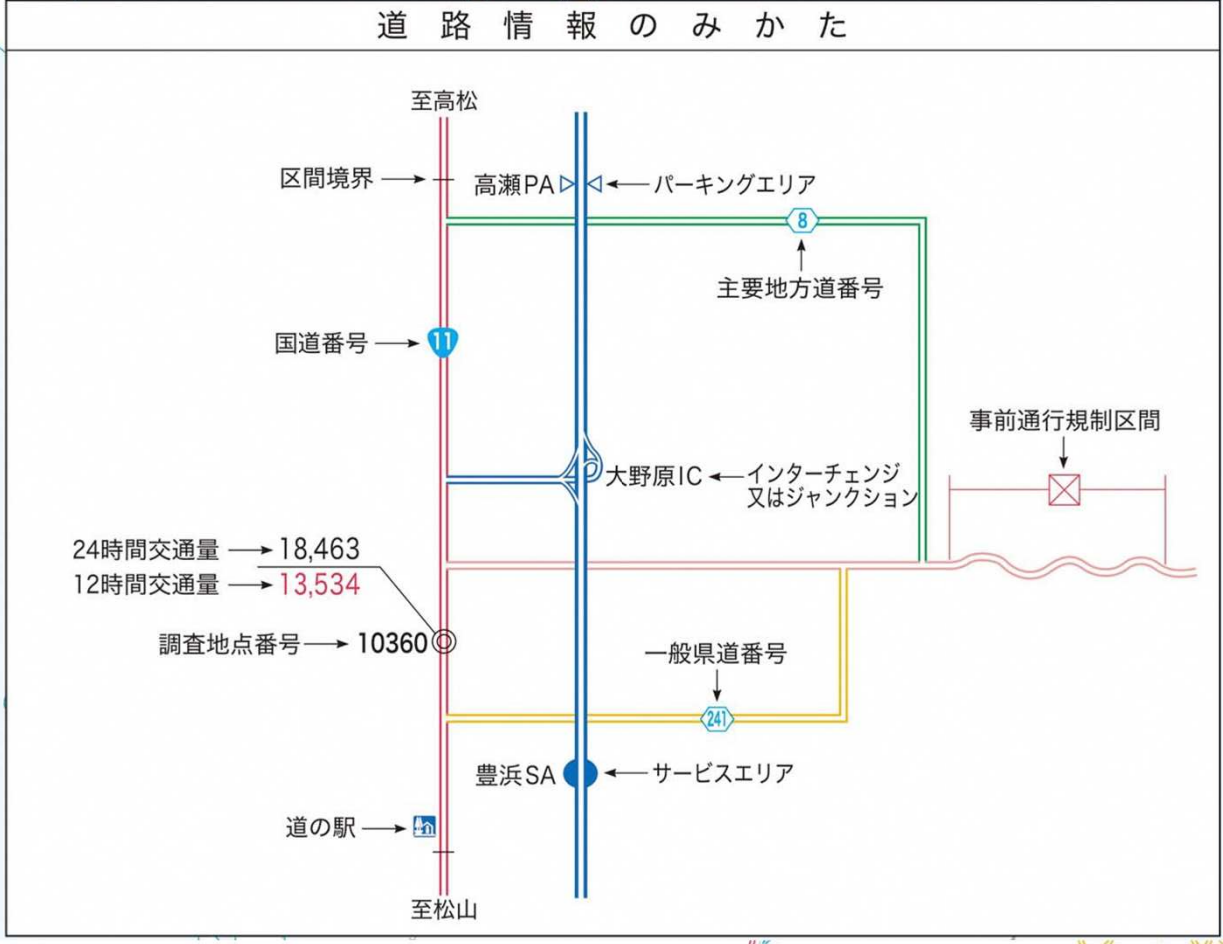 道路情報のみかた
至高松
区間境界
高瀬PA
パーキングエリア
8
主要地方道番号
国道番号
11
事前通行規制区間
大野原IC
インターチェンジ
又はジャンクション
24時間交通量
18,463
12時間交通量
13,534
調査地点番号
10360
一般県道番号
241
豊浜SA
サービスエリア
道の駅
至松山